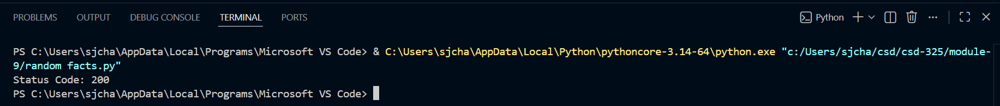 PROBLEMS OUTPUT DEBUG CONSOLE TERMINAL PORTS Python
PS C:\Users\sjcha\AppData\Local\Programs\Microsoft VS Code> & C:\Users\sjcha\AppData\Local\Python\pythoncore-3.14-64\python.exe "c:/Users/sjcha/csd/csd-325/module-
9/random facts.py"
Status Code: 200
PS C:\Users\sjcha\AppData\Local\Programs\Microsoft VS Code>